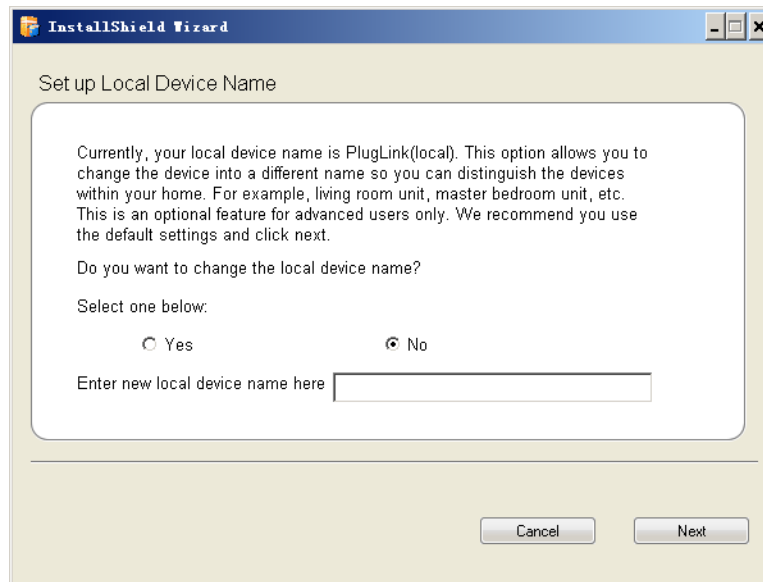 InstallShield Wizard
Set up Local Device Name
Currently, your local device name is PlugLink(local). This option allows you to
change the device into a different name so you can distinguish the devices
within your home. For example, living room unit, master bedroom unit, etc.
This is an optional feature for advanced users only. We recommend you use
the default settings and click next.
Do you want to change the local device name?
Select one below:
Yes No
Enter new local device name here
Cancel Next